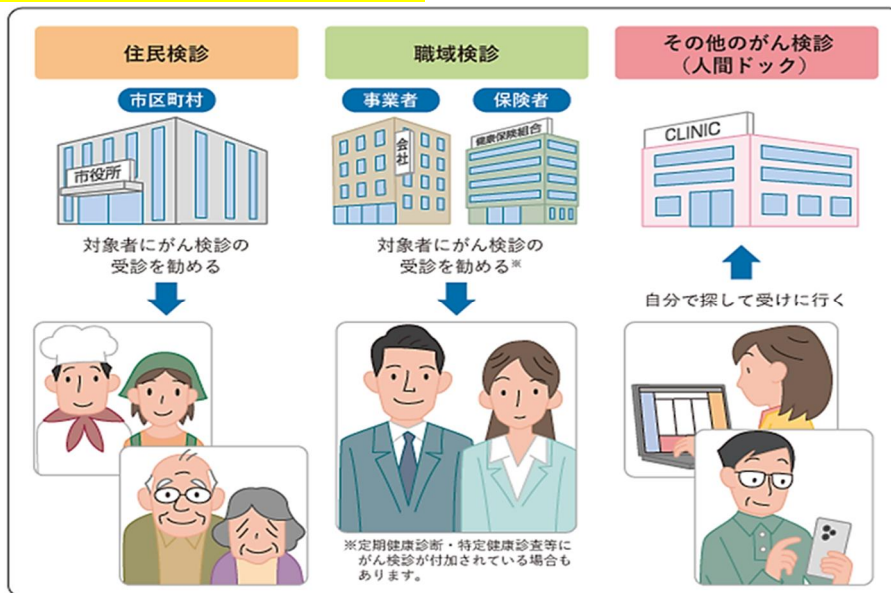 住民検診
市区町村
市役所
対象者にがん検診の
受診を勧める
職域検診
事業者
保険者
会社
健康保険組合
対象者にがん検診の
受診を勧める※
※定期健康診断・特定健康診査等に
がん検診が付加されている場合も
あります。
その他のがん検診
(人間ドック)
CLINIC
自分で探して受けに行く